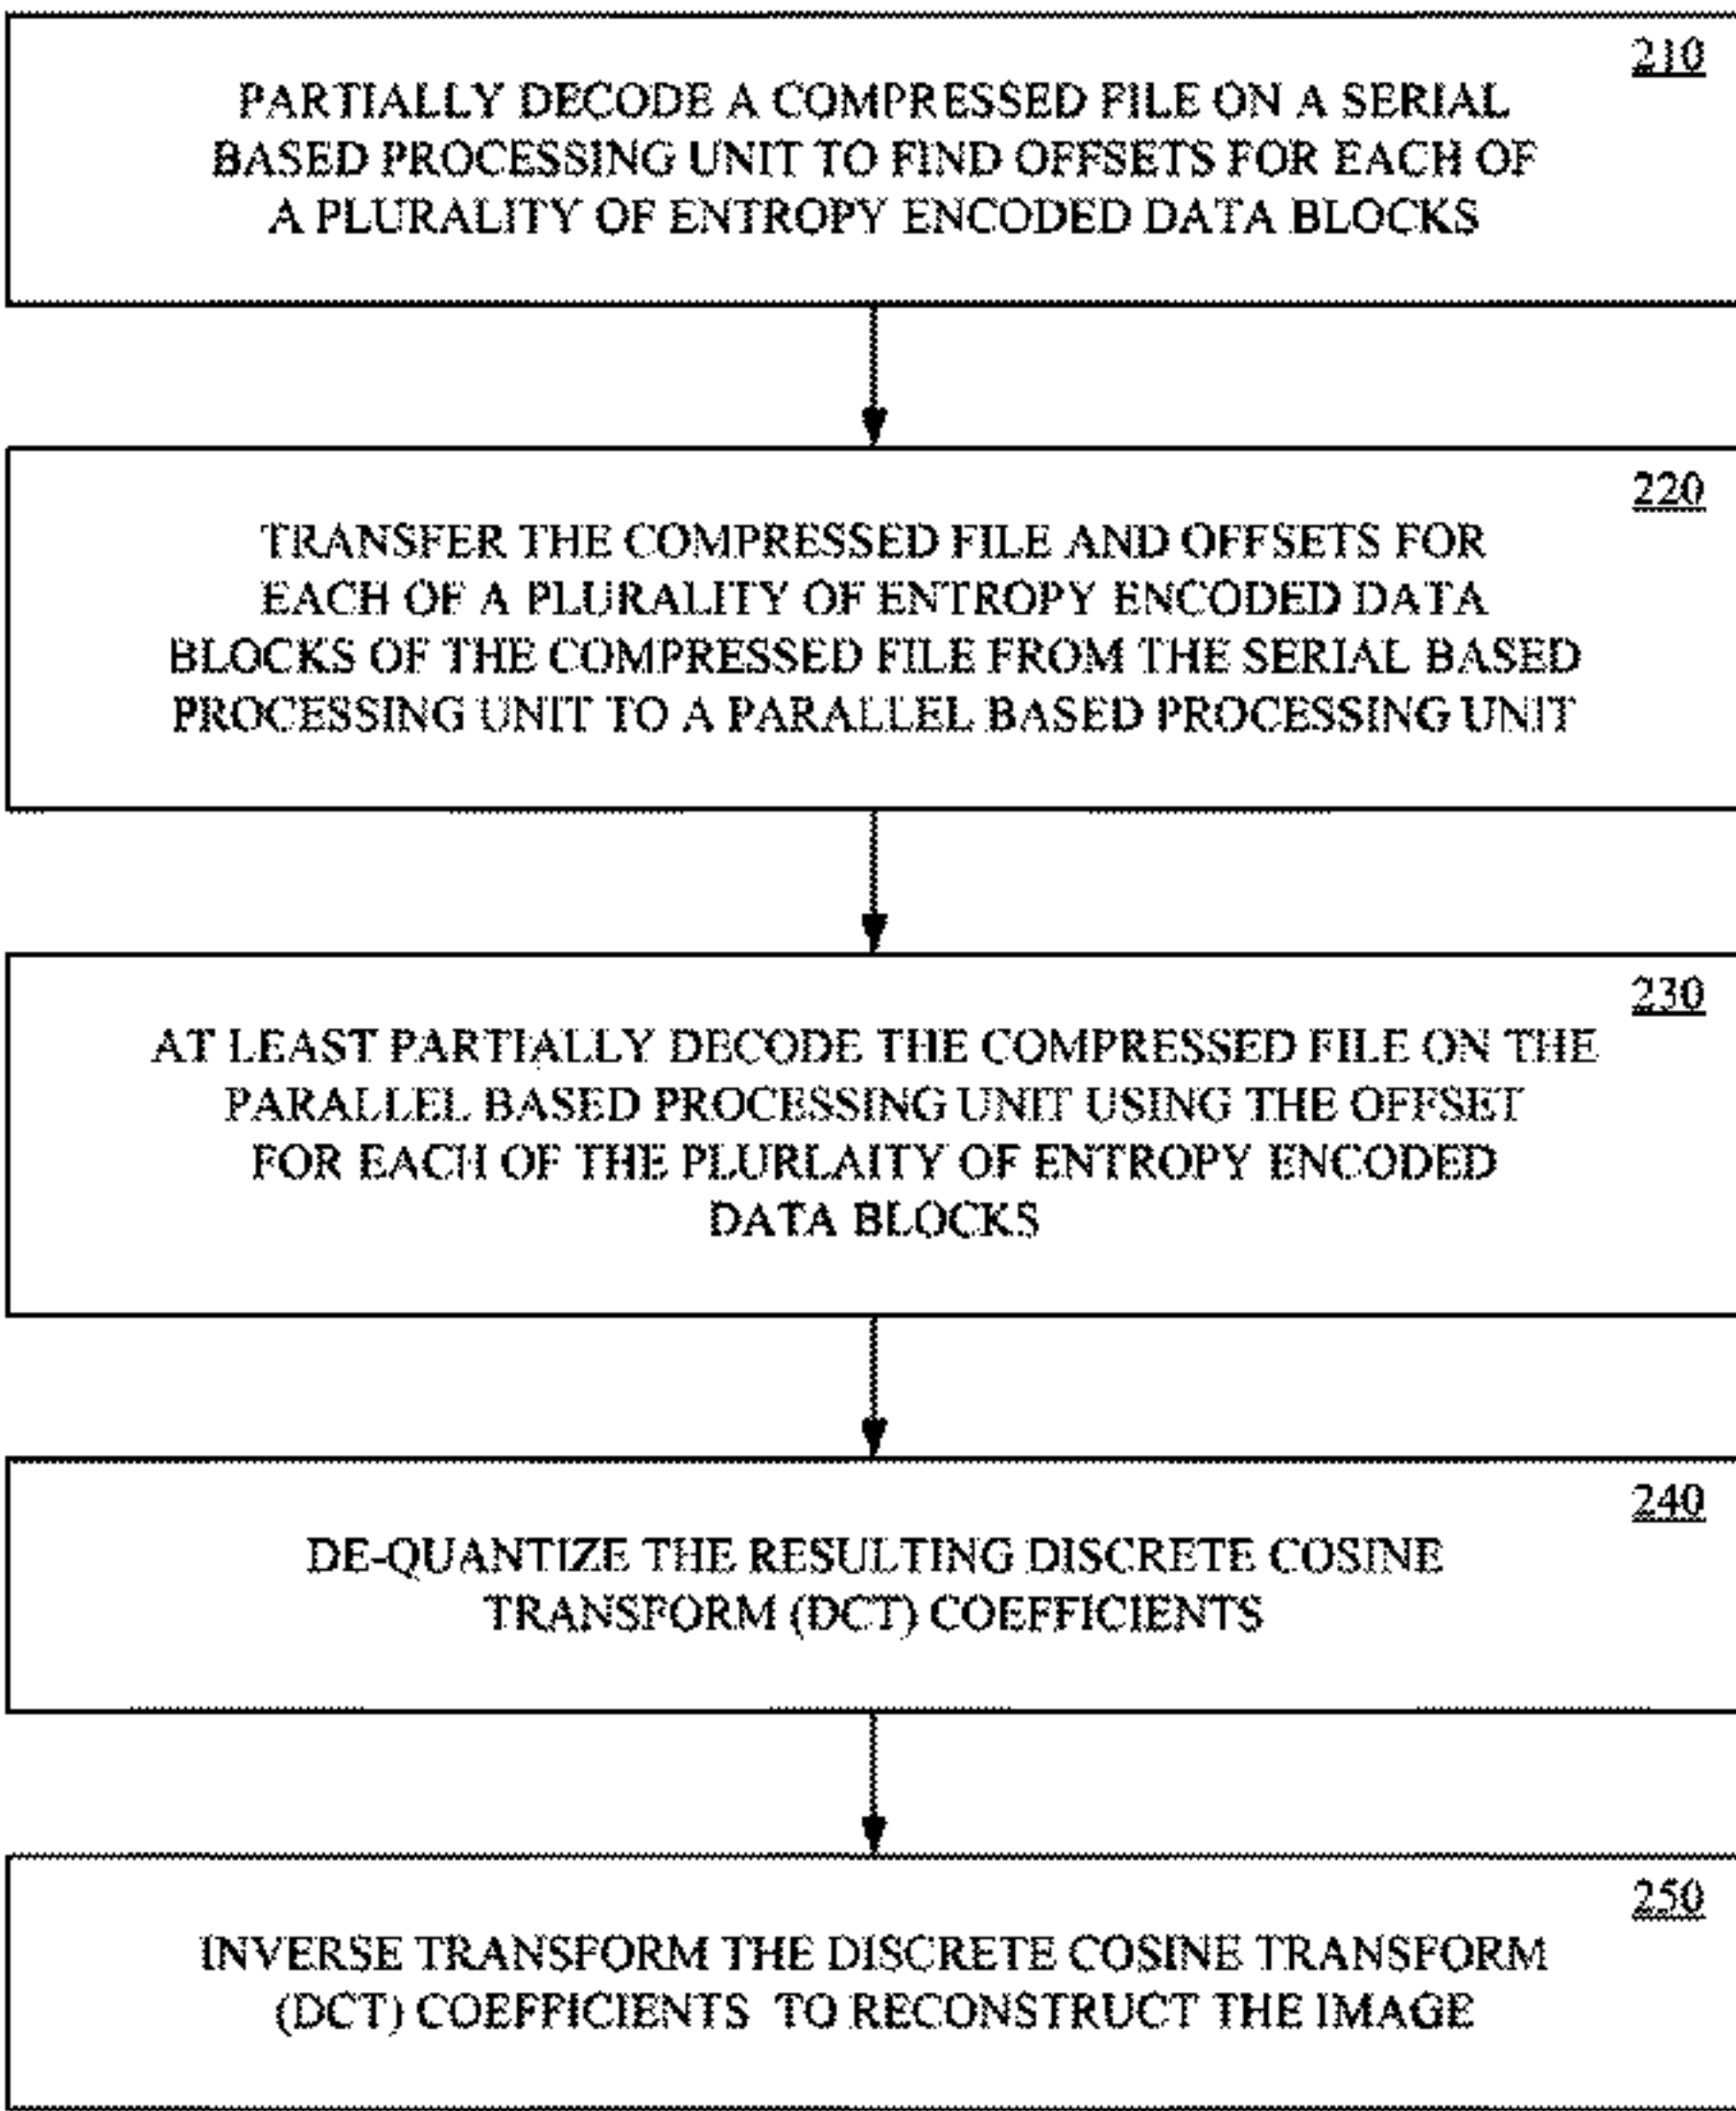 210
PARTIALLY DECODE A COMPRESSED FILE ON A SERIAL
BASED PROCESSING UNIT TO FIND OFFSETS FOR EACH OF
A PLURALITY OF ENTROPY ENCODED DATA BLOCKS
220
TRANSFER THE COMPRESSED FILE AND OFFSETS FOR
EACH OF A PLURALITY OF ENTROPY ENCODED DATA
BLOCKS OF THE COMPRESSED FILE FROM THE SERIAL BASED
PROCESSING UNIT TO A PARALLEL BASED PROCESSING UNIT
230
AT LEAST PARTIALLY DECODE THE COMPRESSED FILE ON THE
PARALLEL BASED PROCESSING UNIT USING THE OFFSET
FOR EACH OF THE PLURLAITY OF ENTROPY ENCODED
DATA BLOCKS
240
DE-QUANTIZE THE RESULTING DISCRETE COSINE
TRANSFORM (DCT) COEFFICIENTS
250
INVERSE TRANSFORM THE DISCRETE COSINE TRANSFORM
(DCT) COEFFICIENTS TO RECONSTRUCT THE IMAGE